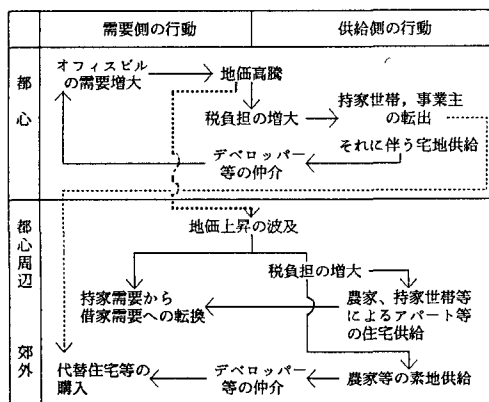 需要側の行動
供給側の行動
都心
オフィスビル
の需要増大
地価高騰
税負担の増大
持家世帯，事業主
の転出
それに伴う宅地供給
デベロッパー
等の仲介
都心周辺
地価上昇の波及
税負担の増大
持家需要から
借家需要への転換
農家、持家世帯等
によるアパート等
の住宅供給
郊外
代替住宅等の
購入
デベロッパー
等の仲介
農家等の素地供給